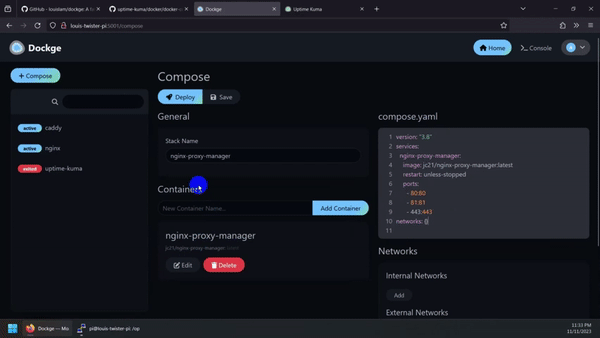 GitHub - louislam/dockge: A f
uptime-kuma/docker/docker-c
Dockge
Uptime Kuma
louis-twister-pi:5001/compose
Dockge
Home
Console
A
+ Compose
caddy
active
nginx
active
uptime-kuma
exited
Compose
Deploy
Save
General
Stack Name
nginx-proxy-manager
Containers
New Container Name...
Add Container
nginx-proxy-manager
jc21/nginx-proxy-manager:latest
Edit
Delete
compose.yaml
1 version: "3.8"
2 services:
3 nginx-proxy-manager:
4 image: jc21/nginx-proxy-manager:latest
5 restart: unless-stopped
6 ports:
7 - 80:80
8 - 81:81
9 - 443:443
10 networks: {}
11
Networks
Internal Networks
Add
External Networks
Dockge — Mo
pi@louis-twister-pi: /op
11:33 PM
11/11/2023